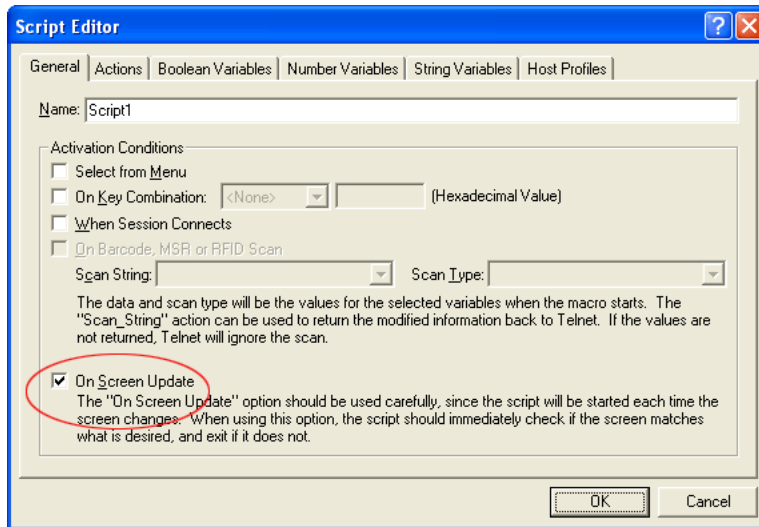 Script Editor
General Actions Boolean Variables Number Variables String Variables Host Profiles
Name: Script1
Activation Conditions
Select from Menu
On Key Combination: <None> (Hexadecimal Value)
When Session Connects
On Barcode, MSR or RFID Scan
Scan String: Scan Type:
The data and scan type will be the values for the selected variables when the macro starts. The
"Scan_String" action can be used to return the modified information back to Telnet. If the values are
not returned, Telnet will ignore the scan.
On Screen Update
The "On Screen Update" option should be used carefully, since the script will be started each time the
screen changes. When using this option, the script should immediately check if the screen matches
what is desired, and exit if it does not.
OK Cancel